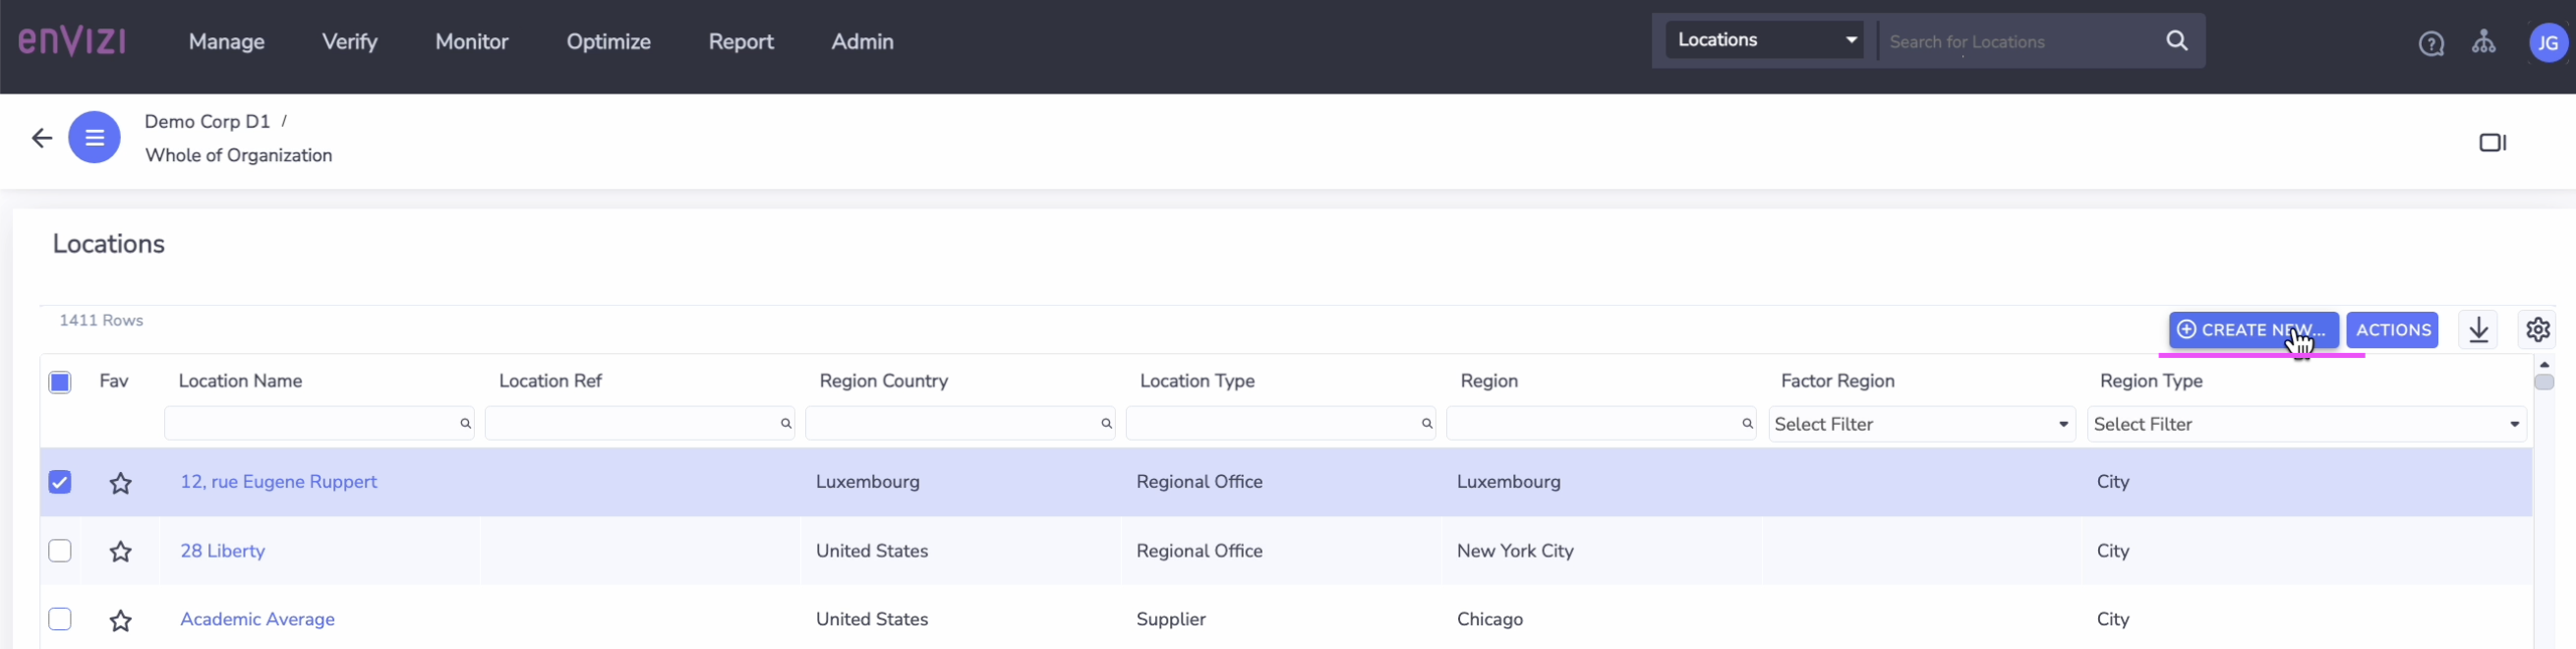 enVIZI Manage Verify Monitor Optimize Report Admin Locations Search for Locations JG
Demo Corp D1 /
Whole of Organization
Locations
1411 Rows CREATE NEW... ACTIONS
Fav Location Name Location Ref Region Country Location Type Region Factor Region Region Type
Select Filter Select Filter
12, rue Eugene Ruppert Luxembourg Regional Office Luxembourg City
28 Liberty United States Regional Office New York City City
Academic Average United States Supplier Chicago City